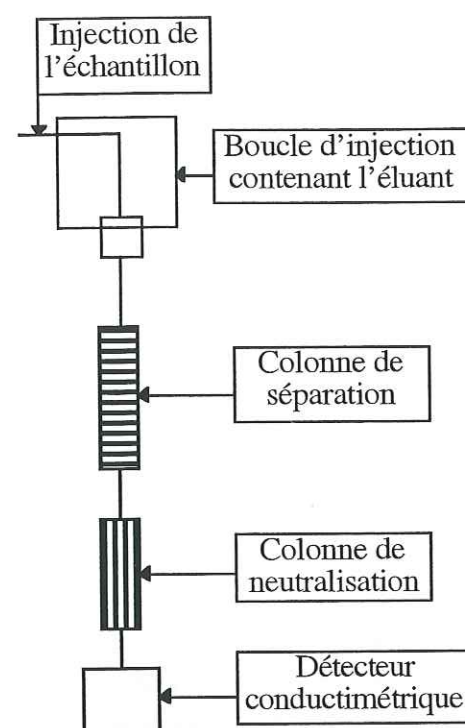 Injection de
l'échantillon
Boucle d'injection
contenant l'éluant
Colonne de
séparation
Colonne de
neutralisation
Détecteur
conductimétrique